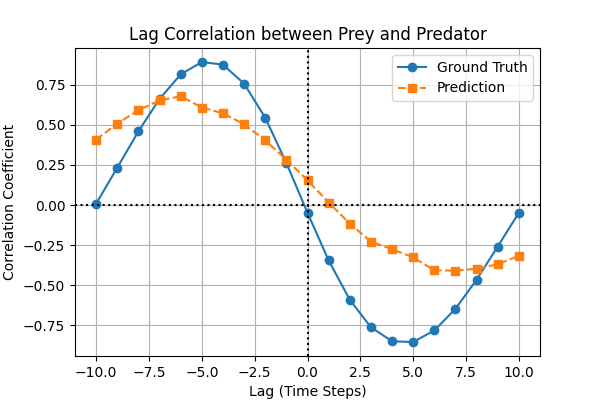 Lag Correlation between Prey and Predator
Ground Truth
Prediction
Correlation Coefficient
0.75
0.50
0.25
0.00
−0.25
−0.50
−0.75
−10.0 −7.5 −5.0 −2.5 0.0 2.5 5.0 7.5 10.0
Lag (Time Steps)